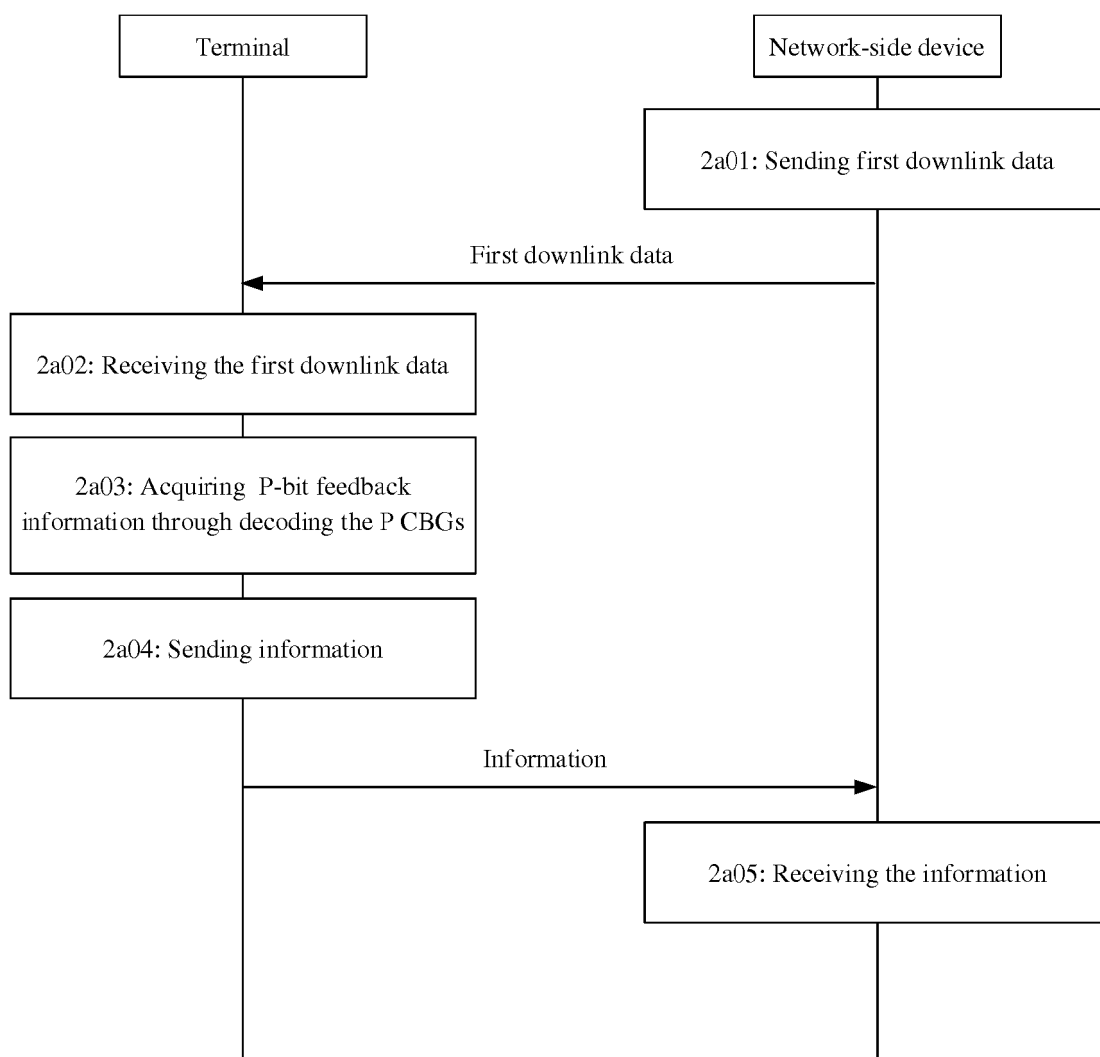 Terminal
Network-side device
2a01: Sending first downlink data
First downlink data
2a02: Receiving the first downlink data
2a03: Acquiring P-bit feedback
information through decoding the P CBGs
2a04: Sending information
Information
2a05: Receiving the information